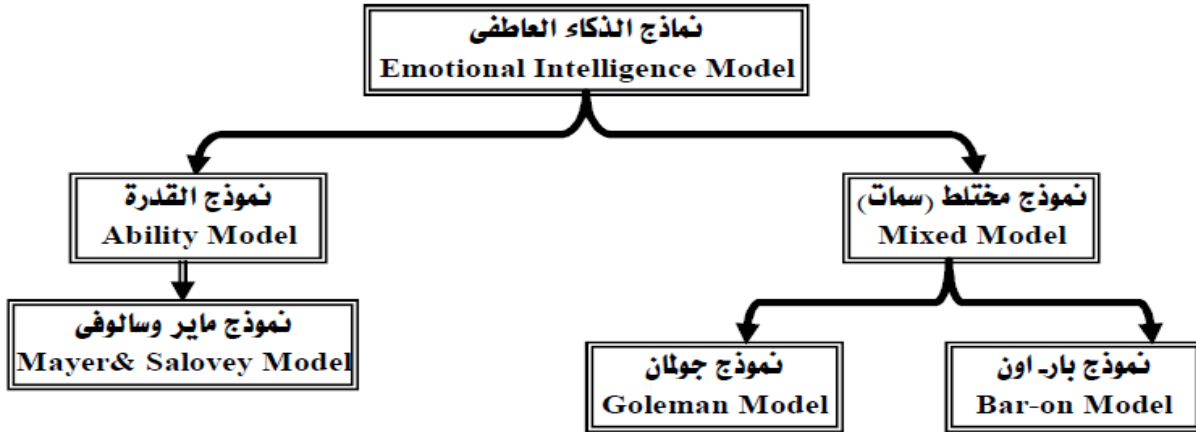 نماذج الذكاء العاطفى
Emotional Intelligence Model
نموذج القدرة
Ability Model
نموذج مختلط (سمات)
Mixed Model
نموذج ماير وسالوفى
Mayer& Salovey Model
نموذج جولمان
Goleman Model
نموذج بار- اون
Bar-on Model